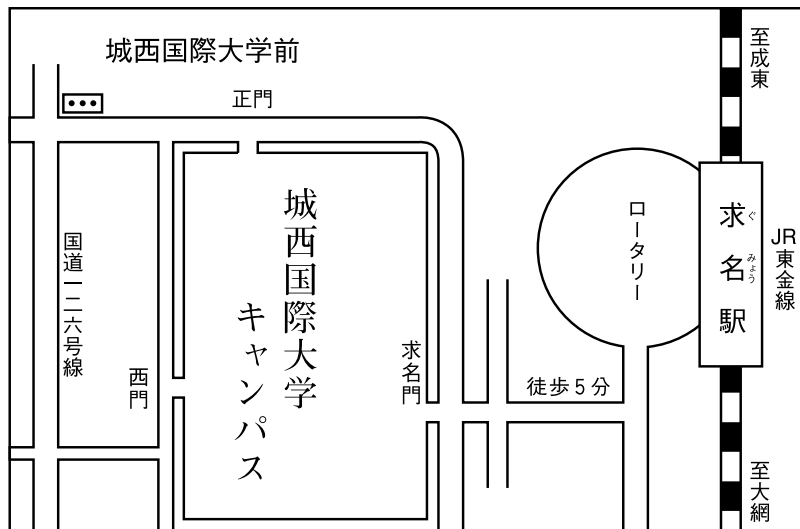 城西国際大学前
正門
至成東
求名駅
ぐみょう
JR東金線
ロータリー
城西国際大学
キャンパス
国道一二六号線
西門
求名門
徒歩5分
至大網